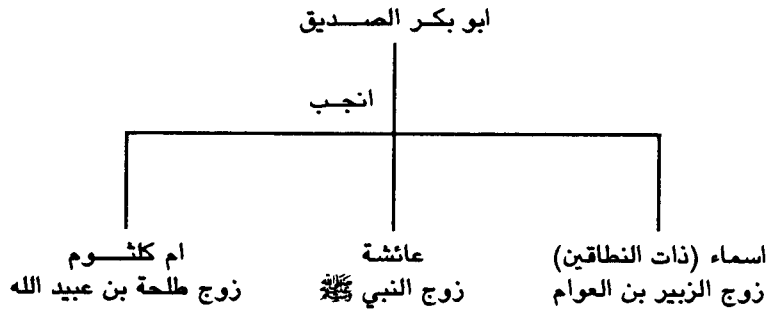 ابو بكر الصديق
انجب
اسماء (ذات النطاقين)
زوج الزبير بن العوام
عائشة
زوج النبي ﷺ
ام كلثوم
زوج طلحة بن عبيد الله